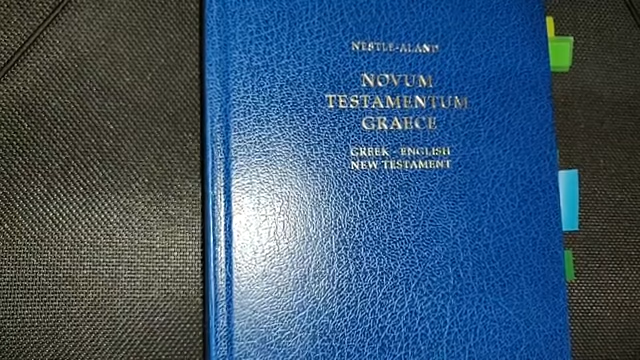 NESTLE-ALAND
NOVUM
TESTAMENTUM
GRAECE
GREEK - ENGLISH
NEW TESTAMENT